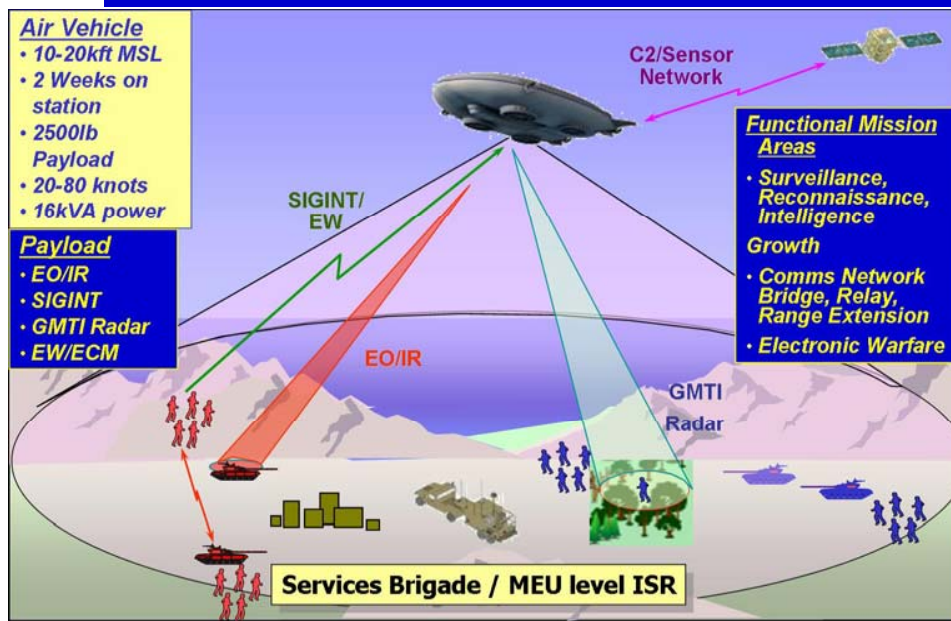 Air Vehicle
• 10-20kft MSL
• 2 Weeks on
station
• 2500lb
Payload
• 20-80 knots
• 16kVA power
Payload
• EO/IR
• SIGINT
• GMTI Radar
• EW/ECM
C2/Sensor
Network
SIGINT/
EW
EO/IR
GMTI
Radar
Functional Mission
Areas
• Surveillance,
Reconnaissance,
Intelligence
Growth
• Comms Network
Bridge, Relay,
Range Extension
• Electronic Warfare
Services Brigade / MEU level ISR